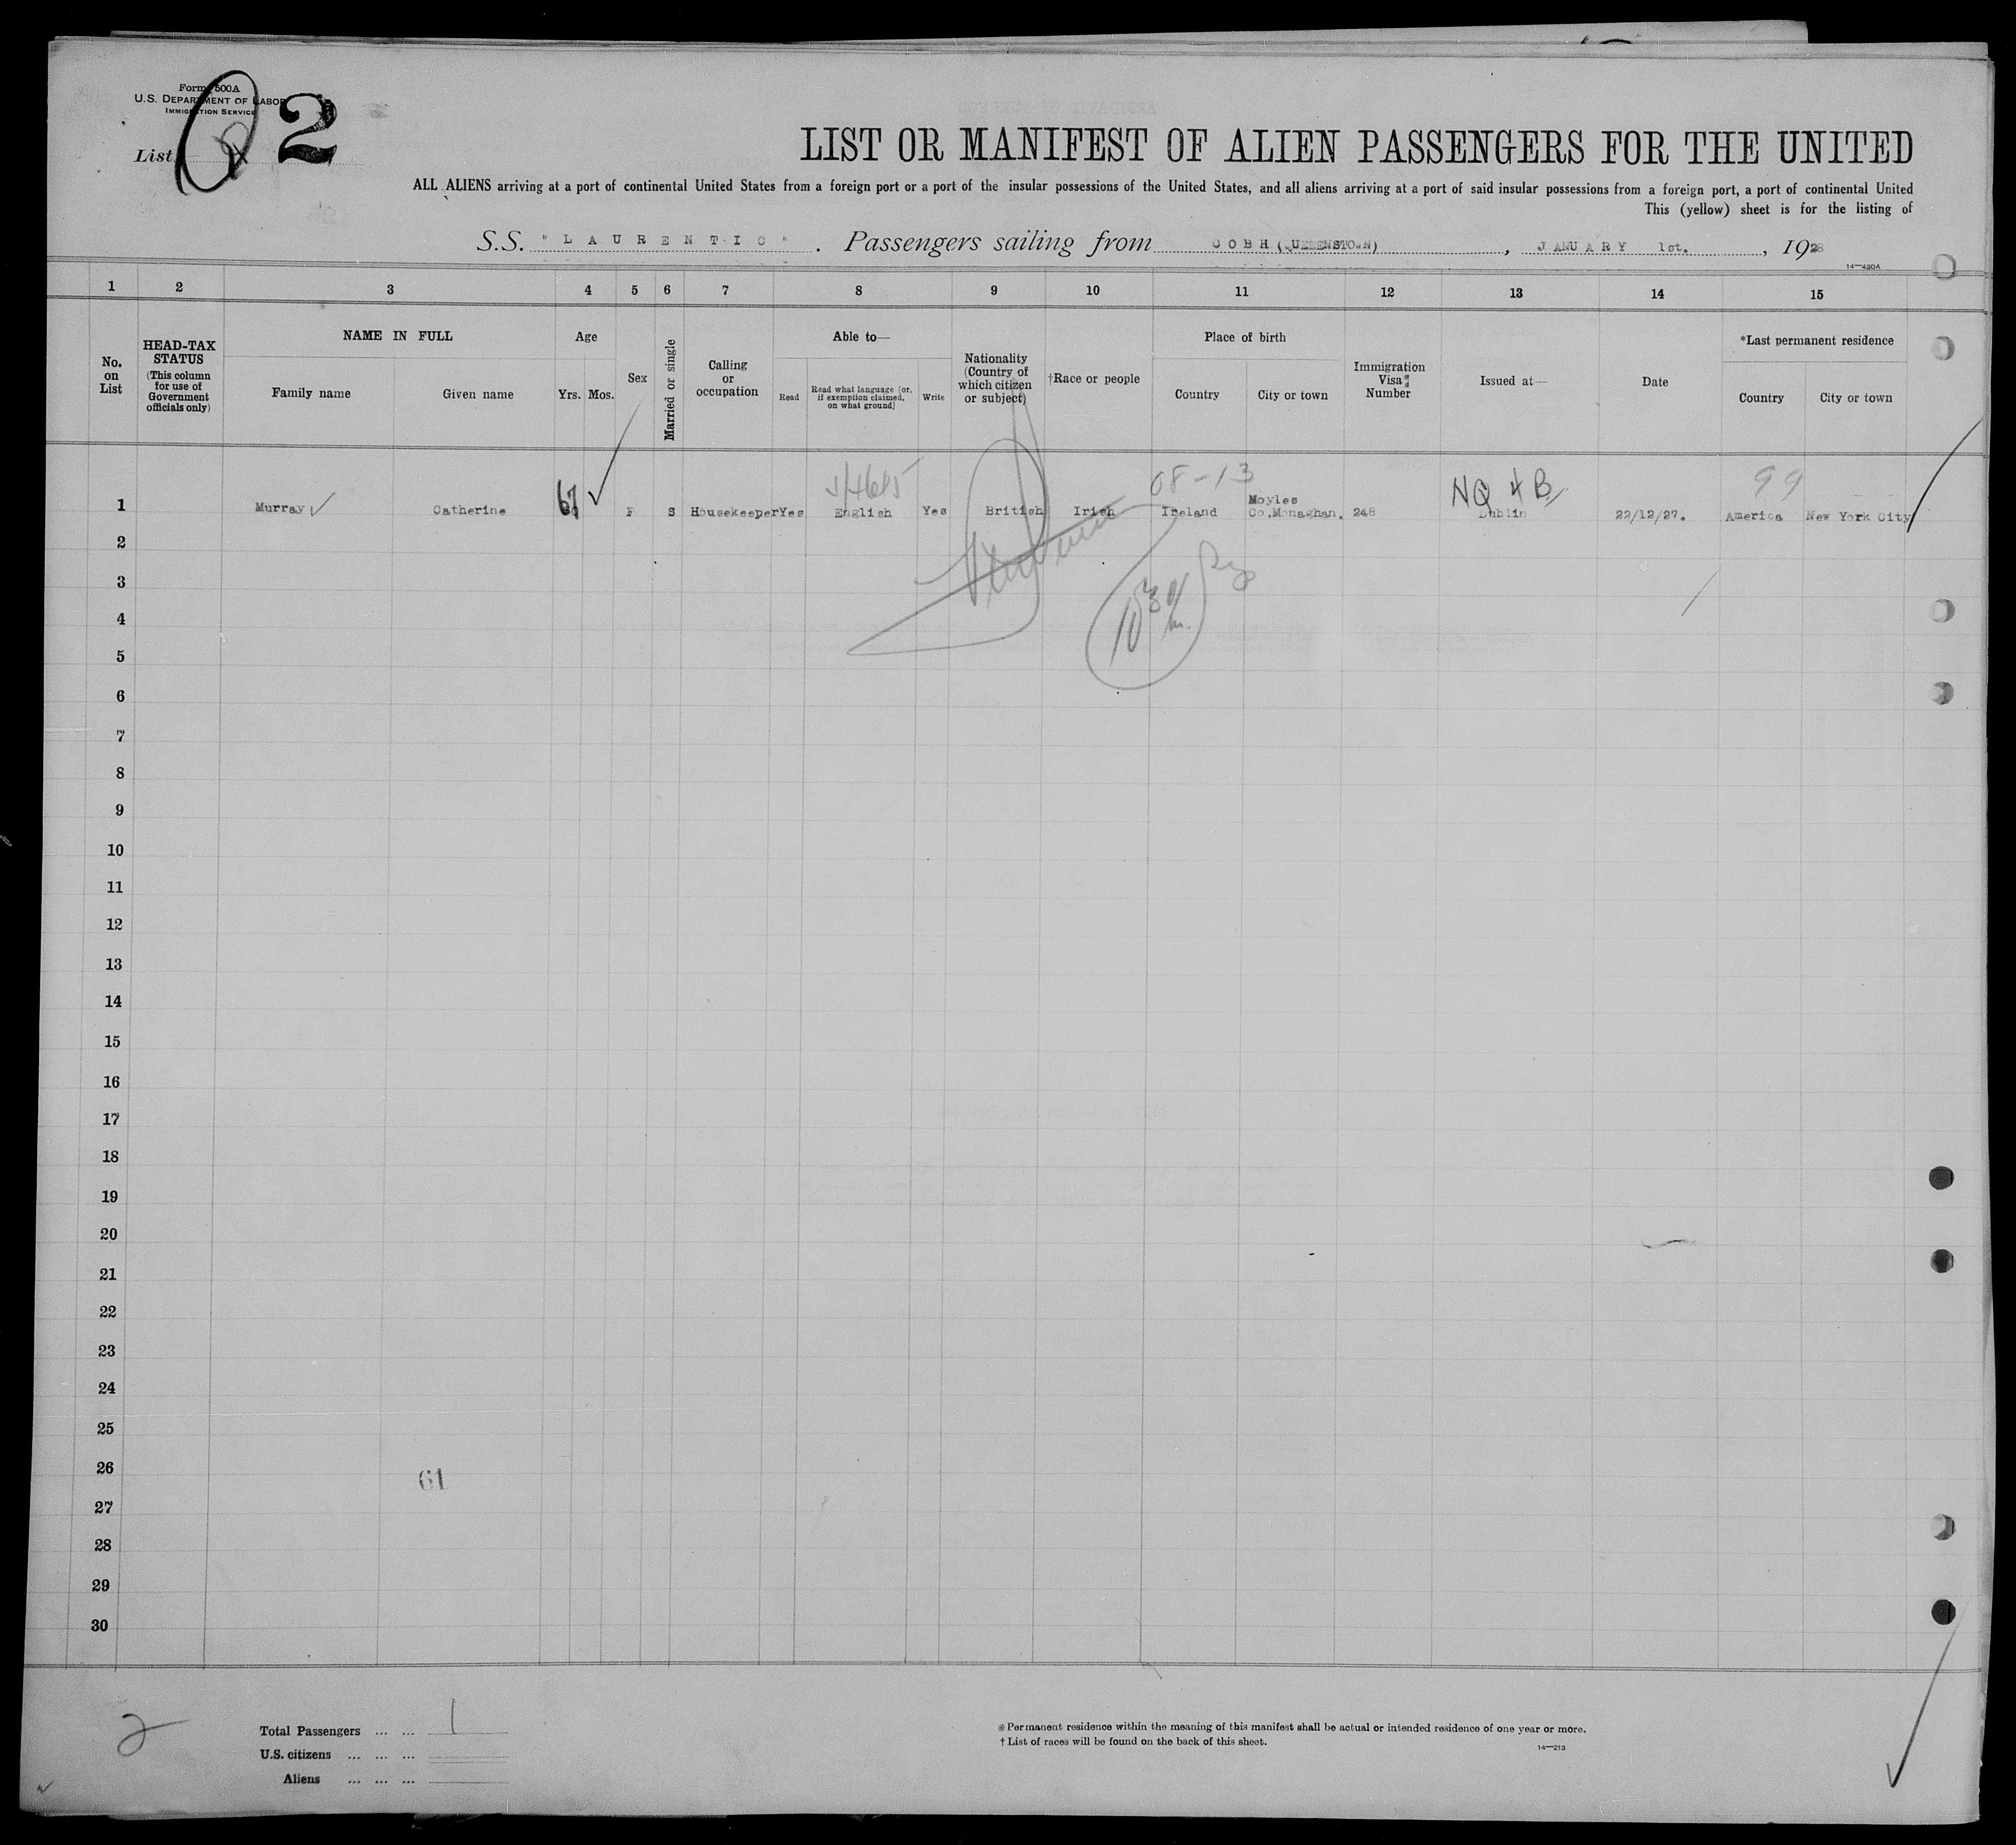 Form 500A
U.S. DEPARTMENT OF LABOR
IMMIGRATION SERVICE
List 2
LIST OR MANIFEST OF ALIEN PASSENGERS FOR THE UNITED
ALL ALIENS arriving at a port of continental United States from a foreign port or a port of the insular possessions of the United States, and all aliens arriving at a port of said insular possessions from a foreign port, a port of continental United
This (yellow) sheet is for the listing of
S.S. "LAURENTIC". Passengers sailing from COBH (QUEENSTOWN), JANUARY 1st., 1928
14—430A
1 2 3 4 5 6 7 8 9 10 11 12 13 14 15
No. on List
HEAD-TAX STATUS (This column for use of Government officials only)
NAME IN FULL
Family name
Given name
Age
Yrs. Mos.
Sex
Married or single
Calling or occupation
Able to—
Read
Read what language [or, if exemption claimed, on what ground]
Write
Nationality (Country of which citizen or subject)
†Race or people
Place of birth
Country
City or town
Immigration Visa Number
Issued at—
Date
*Last permanent residence
Country
City or town
08-13
NQ + B
99
1 Murray Catherine F S Housekeeper Yes English Yes British Irish Ireland Moyles Co.Monaghan. 248 Dublin 22/12/27. America New York City
2
3
4
5
6
7
8
9
10
11
12
13
14
15
16
17
18
19
20
21
22
23
24
25
26
61
27
28
29
30
2
Total Passengers ... ... 1
U.S. citizens ... ... ...
Aliens ... ... ...
* Permanent residence within the meaning of this manifest shall be actual or intended residence of one year or more.
† List of races will be found on the back of this sheet.
14—213